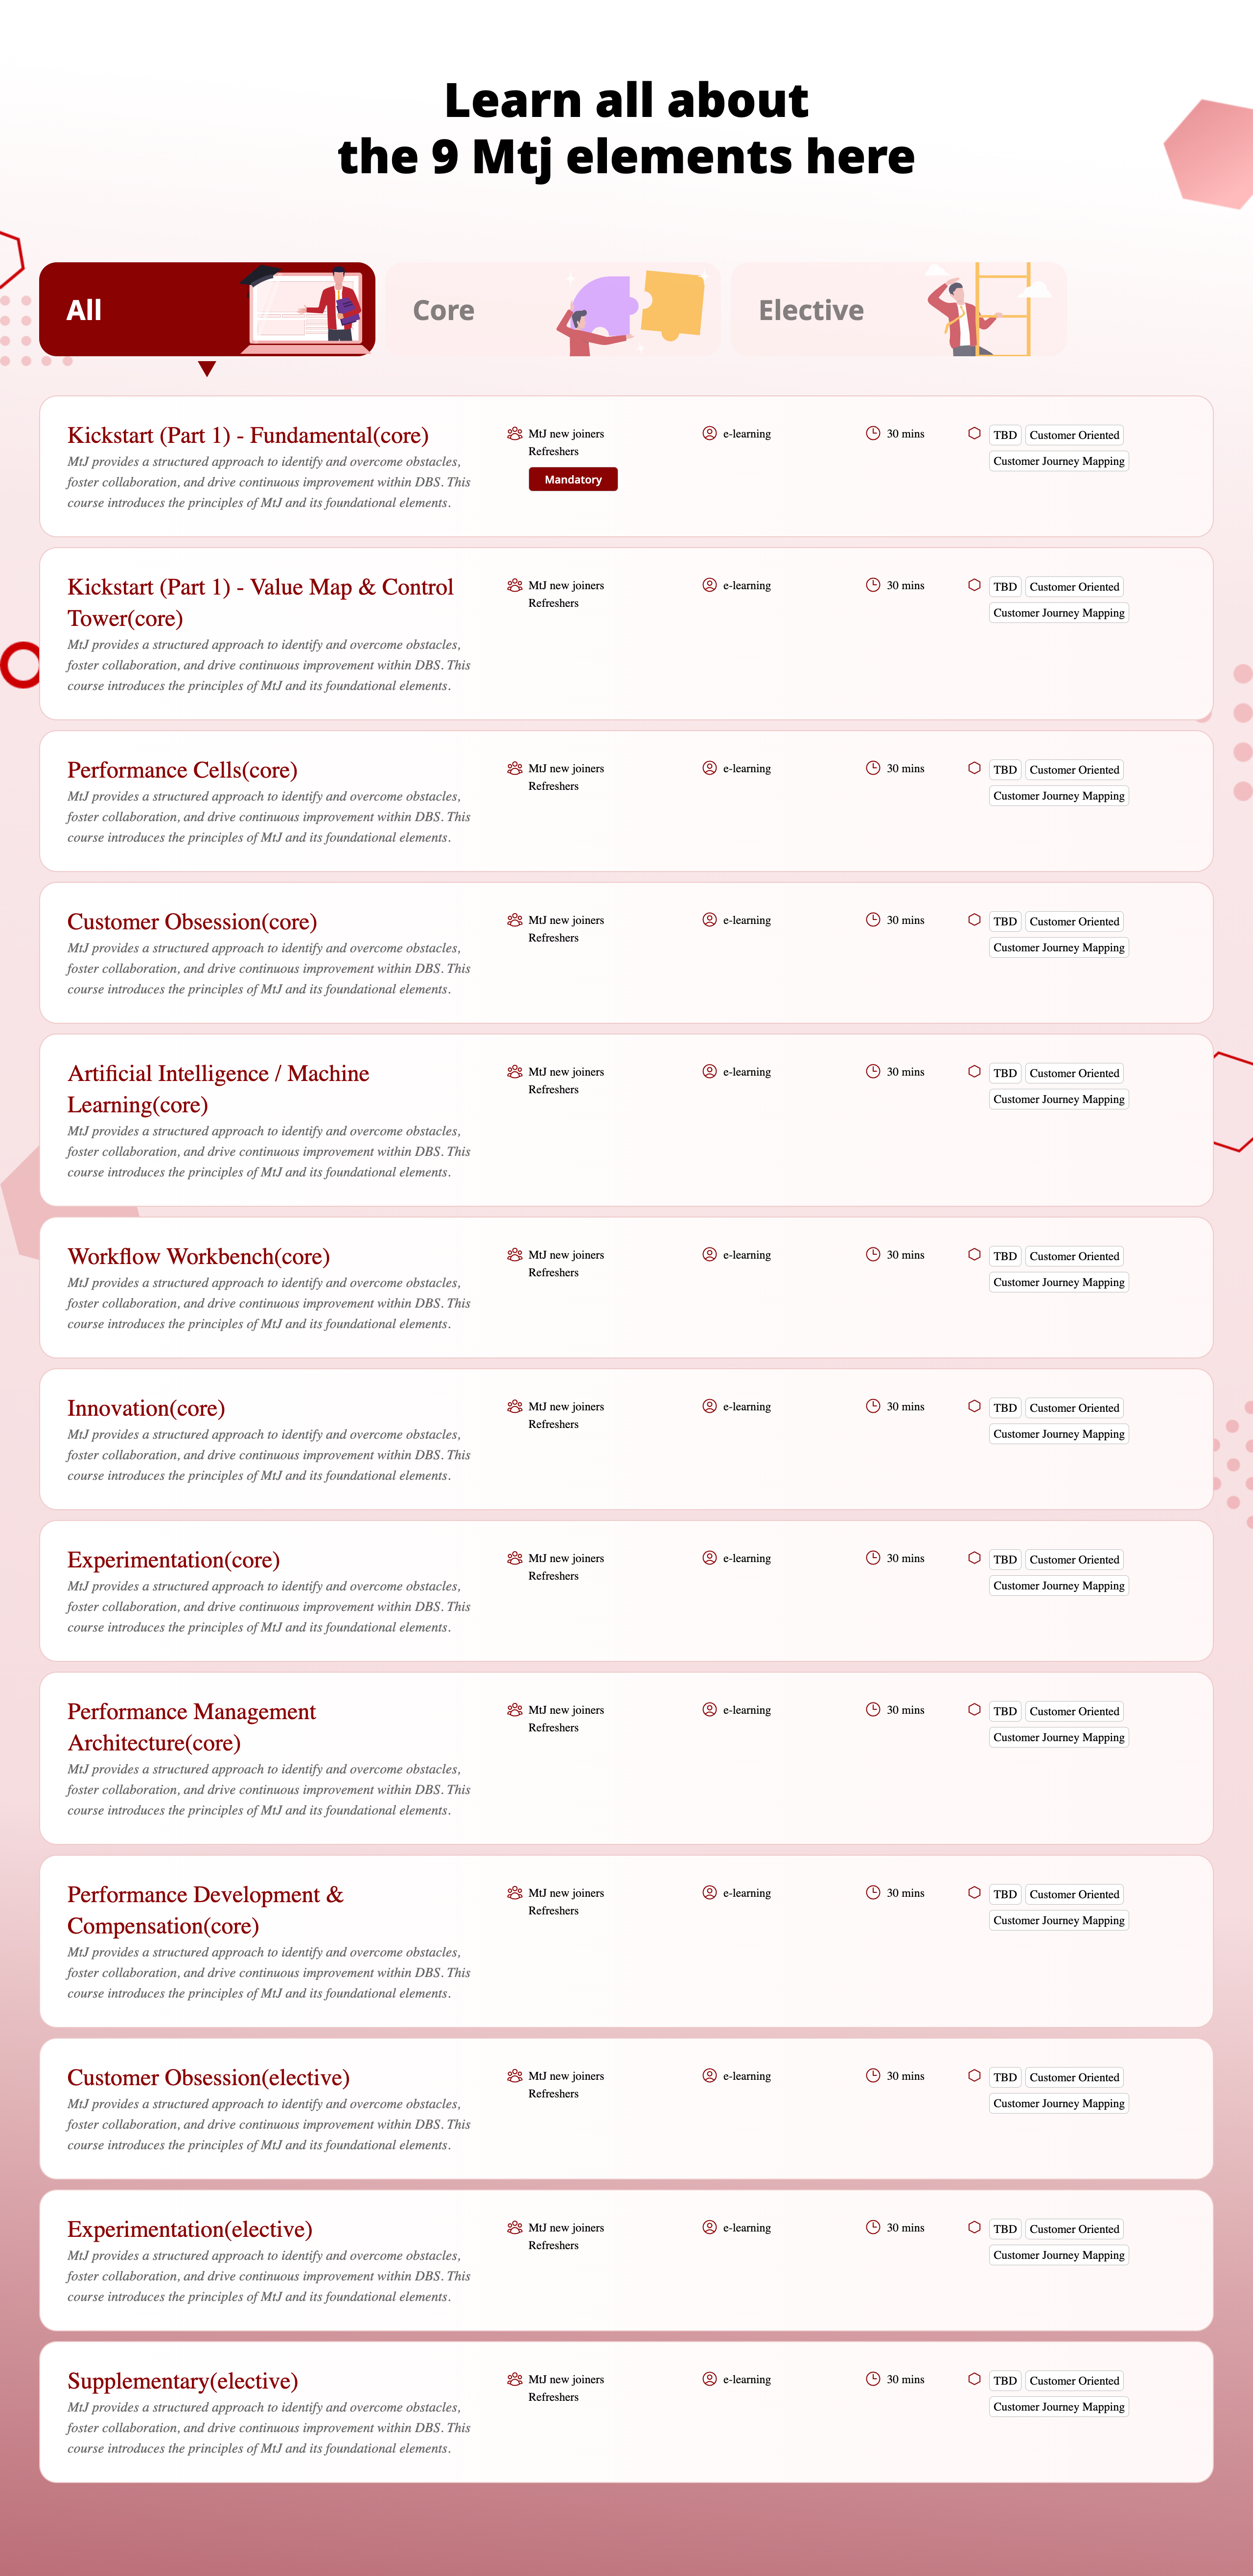 Learn all about
the 9 Mtj elements here
All
Core
Elective
Kickstart (Part 1) - Fundamental(core)
MtJ provides a structured approach to identify and overcome obstacles,
foster collaboration, and drive continuous improvement within DBS. This
course introduces the principles of MtJ and its foundational elements.
MtJ new joiners
Refreshers
Mandatory
e-learning
30 mins
TBD Customer Oriented
Customer Journey Mapping
Kickstart (Part 1) - Value Map & Control
Tower(core)
MtJ provides a structured approach to identify and overcome obstacles,
foster collaboration, and drive continuous improvement within DBS. This
course introduces the principles of MtJ and its foundational elements.
MtJ new joiners
Refreshers
e-learning
30 mins
TBD Customer Oriented
Customer Journey Mapping
Performance Cells(core)
MtJ provides a structured approach to identify and overcome obstacles,
foster collaboration, and drive continuous improvement within DBS. This
course introduces the principles of MtJ and its foundational elements.
MtJ new joiners
Refreshers
e-learning
30 mins
TBD Customer Oriented
Customer Journey Mapping
Customer Obsession(core)
MtJ provides a structured approach to identify and overcome obstacles,
foster collaboration, and drive continuous improvement within DBS. This
course introduces the principles of MtJ and its foundational elements.
MtJ new joiners
Refreshers
e-learning
30 mins
TBD Customer Oriented
Customer Journey Mapping
Artificial Intelligence / Machine
Learning(core)
MtJ provides a structured approach to identify and overcome obstacles,
foster collaboration, and drive continuous improvement within DBS. This
course introduces the principles of MtJ and its foundational elements.
MtJ new joiners
Refreshers
e-learning
30 mins
TBD Customer Oriented
Customer Journey Mapping
Workflow Workbench(core)
MtJ provides a structured approach to identify and overcome obstacles,
foster collaboration, and drive continuous improvement within DBS. This
course introduces the principles of MtJ and its foundational elements.
MtJ new joiners
Refreshers
e-learning
30 mins
TBD Customer Oriented
Customer Journey Mapping
Innovation(core)
MtJ provides a structured approach to identify and overcome obstacles,
foster collaboration, and drive continuous improvement within DBS. This
course introduces the principles of MtJ and its foundational elements.
MtJ new joiners
Refreshers
e-learning
30 mins
TBD Customer Oriented
Customer Journey Mapping
Experimentation(core)
MtJ provides a structured approach to identify and overcome obstacles,
foster collaboration, and drive continuous improvement within DBS. This
course introduces the principles of MtJ and its foundational elements.
MtJ new joiners
Refreshers
e-learning
30 mins
TBD Customer Oriented
Customer Journey Mapping
Performance Management
Architecture(core)
MtJ provides a structured approach to identify and overcome obstacles,
foster collaboration, and drive continuous improvement within DBS. This
course introduces the principles of MtJ and its foundational elements.
MtJ new joiners
Refreshers
e-learning
30 mins
TBD Customer Oriented
Customer Journey Mapping
Performance Development &
Compensation(core)
MtJ provides a structured approach to identify and overcome obstacles,
foster collaboration, and drive continuous improvement within DBS. This
course introduces the principles of MtJ and its foundational elements.
MtJ new joiners
Refreshers
e-learning
30 mins
TBD Customer Oriented
Customer Journey Mapping
Customer Obsession(elective)
MtJ provides a structured approach to identify and overcome obstacles,
foster collaboration, and drive continuous improvement within DBS. This
course introduces the principles of MtJ and its foundational elements.
MtJ new joiners
Refreshers
e-learning
30 mins
TBD Customer Oriented
Customer Journey Mapping
Experimentation(elective)
MtJ provides a structured approach to identify and overcome obstacles,
foster collaboration, and drive continuous improvement within DBS. This
course introduces the principles of MtJ and its foundational elements.
MtJ new joiners
Refreshers
e-learning
30 mins
TBD Customer Oriented
Customer Journey Mapping
Supplementary(elective)
MtJ provides a structured approach to identify and overcome obstacles,
foster collaboration, and drive continuous improvement within DBS. This
course introduces the principles of MtJ and its foundational elements.
MtJ new joiners
Refreshers
e-learning
30 mins
TBD Customer Oriented
Customer Journey Mapping